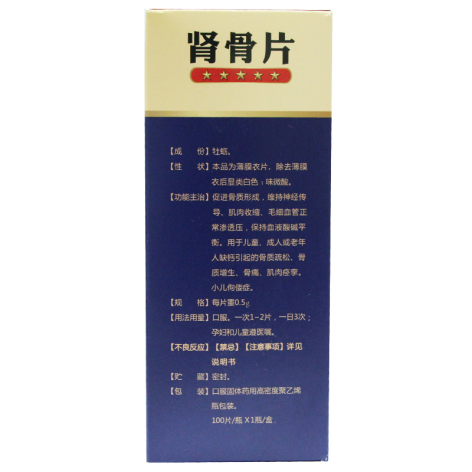 肾骨片
【成　份】牡蛎。
【性　状】本品为薄膜衣片，除去薄膜
衣后显类白色；味微酸。
【功能主治】促进骨质形成，维持神经传
导、肌肉收缩、毛细血管正
常渗透压，保持血液酸碱平
衡。用于儿童、成人或老年
人缺钙引起的骨质疏松、骨
质增生、骨痛、肌肉痉挛。
小儿佝偻症。
【规　格】每片重0.5g
【用法用量】口服。一次1~2片，一日3次；
孕妇和儿童遵医嘱。
【不良反应】【禁忌】【注意事项】详见
说明书
【贮　藏】密封。
【包　装】口服固体药用高密度聚乙烯
瓶包装。
100片/瓶 X1瓶/盒